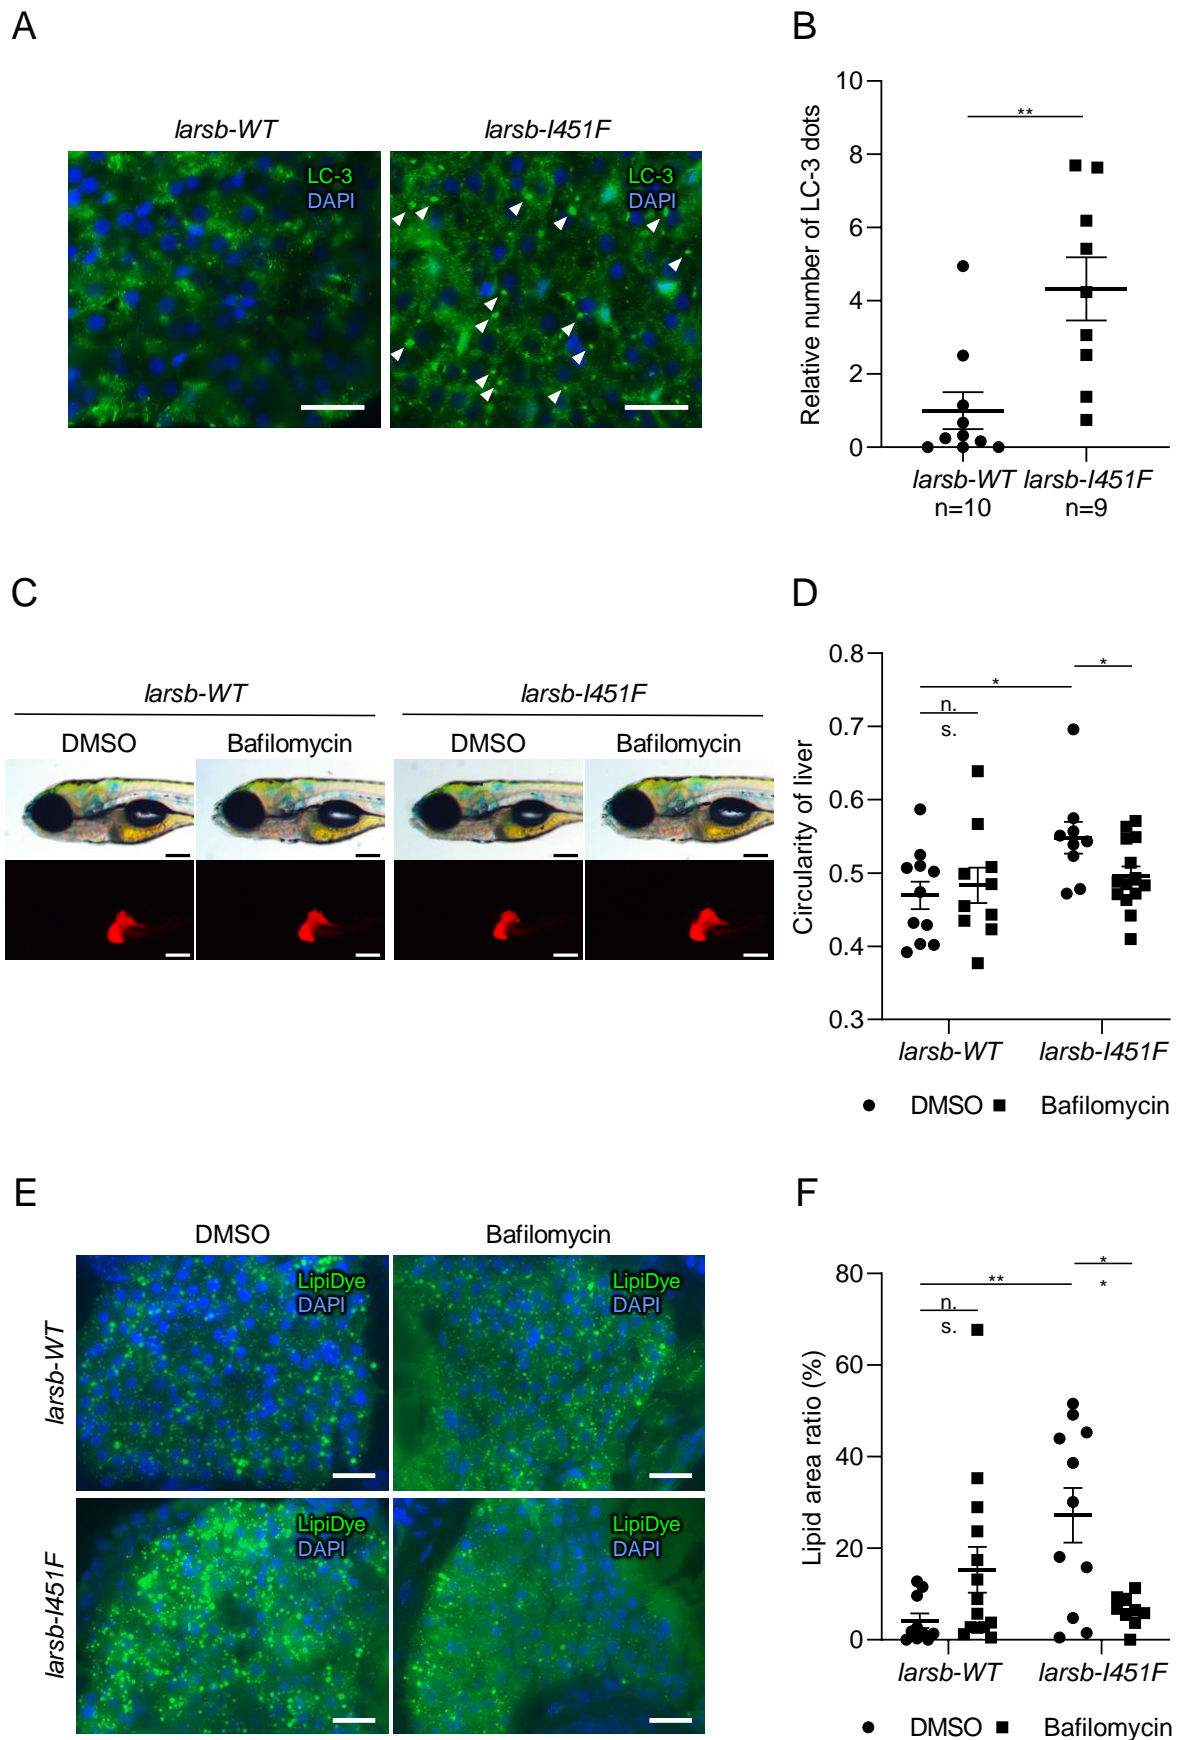 A
larsb-WT
larsb-I451F
LC-3
DAPI
LC-3
DAPI
B
Relative number of LC-3 dots
10
8
6
4
2
0
**
larsb-WT
larsb-I451F
n=10
n=9
C
larsb-WT
larsb-I451F
DMSO
Bafilomycin
DMSO
Bafilomycin
D
Circularity of liver
0.8
0.7
0.6
0.5
0.4
0.3
*
*
n.
s.
larsb-WT
larsb-I451F
DMSO
Bafilomycin
E
DMSO
Bafilomycin
larsb-WT
LipiDye
DAPI
LipiDye
DAPI
larsb-I451F
LipiDye
DAPI
LipiDye
DAPI
F
Lipid area ratio (%)
80
60
40
20
0
*
*
**
n.
s.
larsb-WT
larsb-I451F
DMSO
Bafilomycin